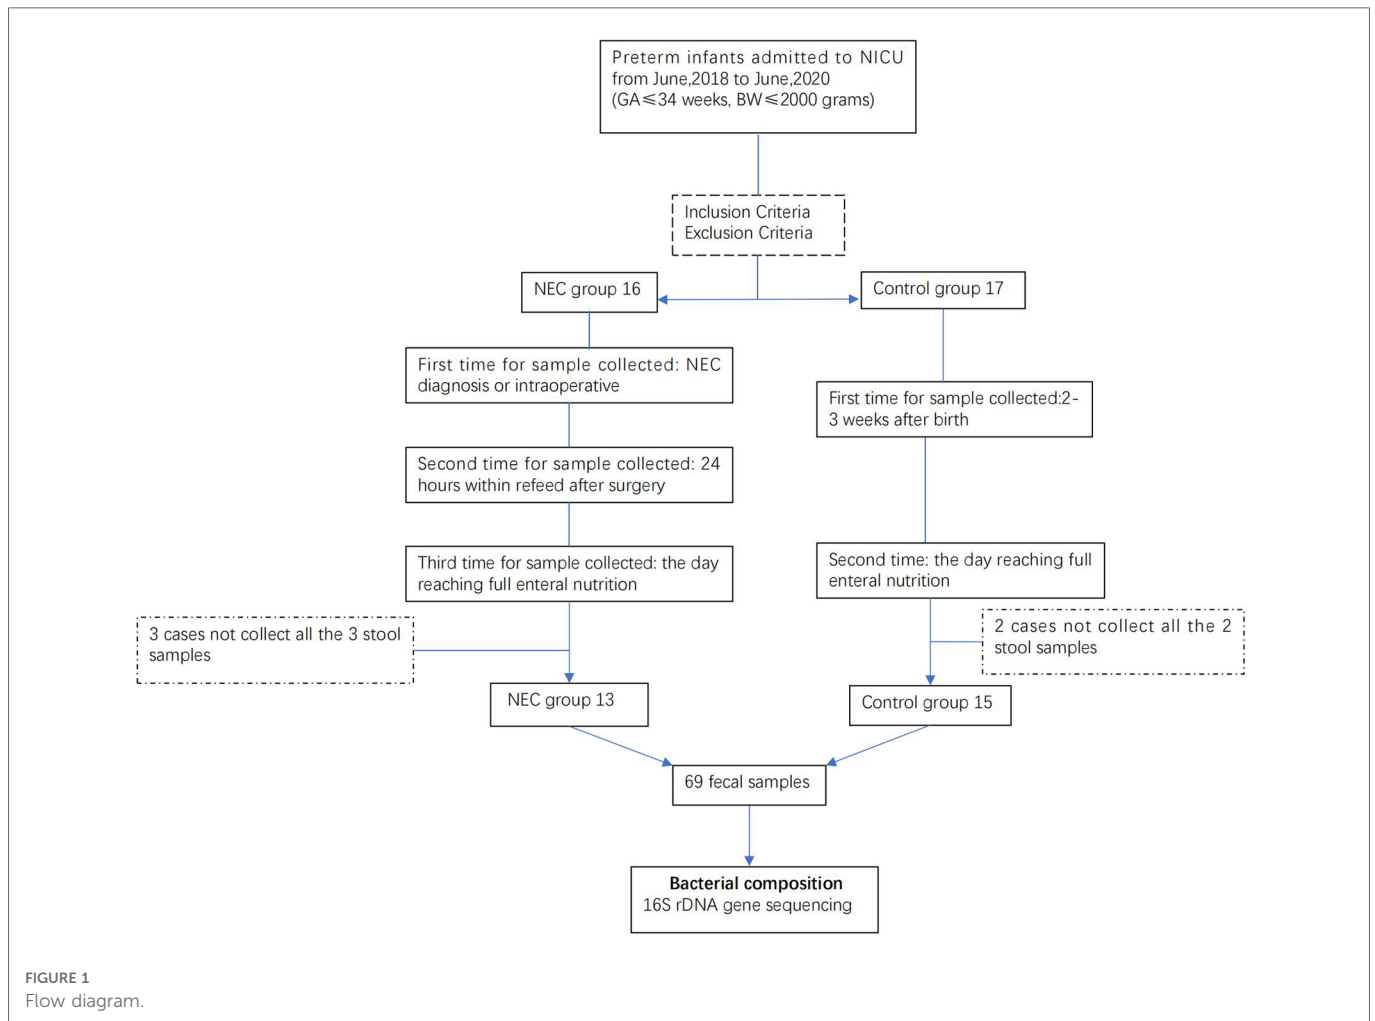 Preterm infants admitted to NICU
from June,2018 to June,2020
(GA⩽34 weeks, BW⩽2000 grams)
Inclusion Criteria
Exclusion Criteria
NEC group 16
Control group 17
First time for sample collected: NEC
diagnosis or intraoperative
First time for sample collected:2-
3 weeks after birth
Second time for sample collected: 24
hours within refeed after surgery
Third time for sample collected: the day
reaching full enteral nutrition
Second time: the day reaching full
enteral nutrition
3 cases not collect all the 3 stool
samples
2 cases not collect all the 2
stool samples
NEC group 13
Control group 15
69 fecal samples
Bacterial composition
16S rDNA gene sequencing
FIGURE 1
Flow diagram.